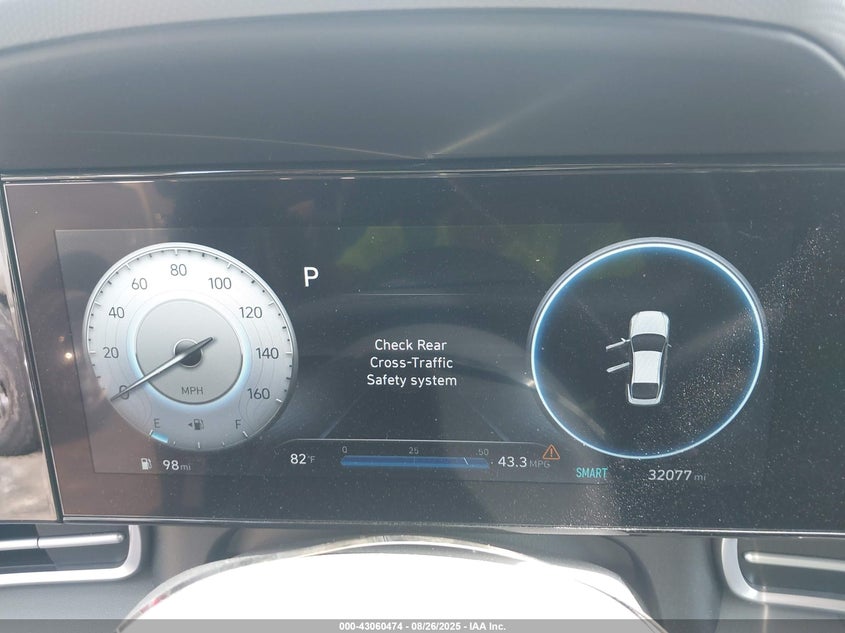 80
60
100
P
40
120
Check Rear
20
140
Cross-Traffic
Safety system
0
MPH
160
E
F
0
25
.50
98mi
82°F
43.3 MPG
SMART
32077 mi
000-43060474 - 08/26/2025 - IAA Inc.